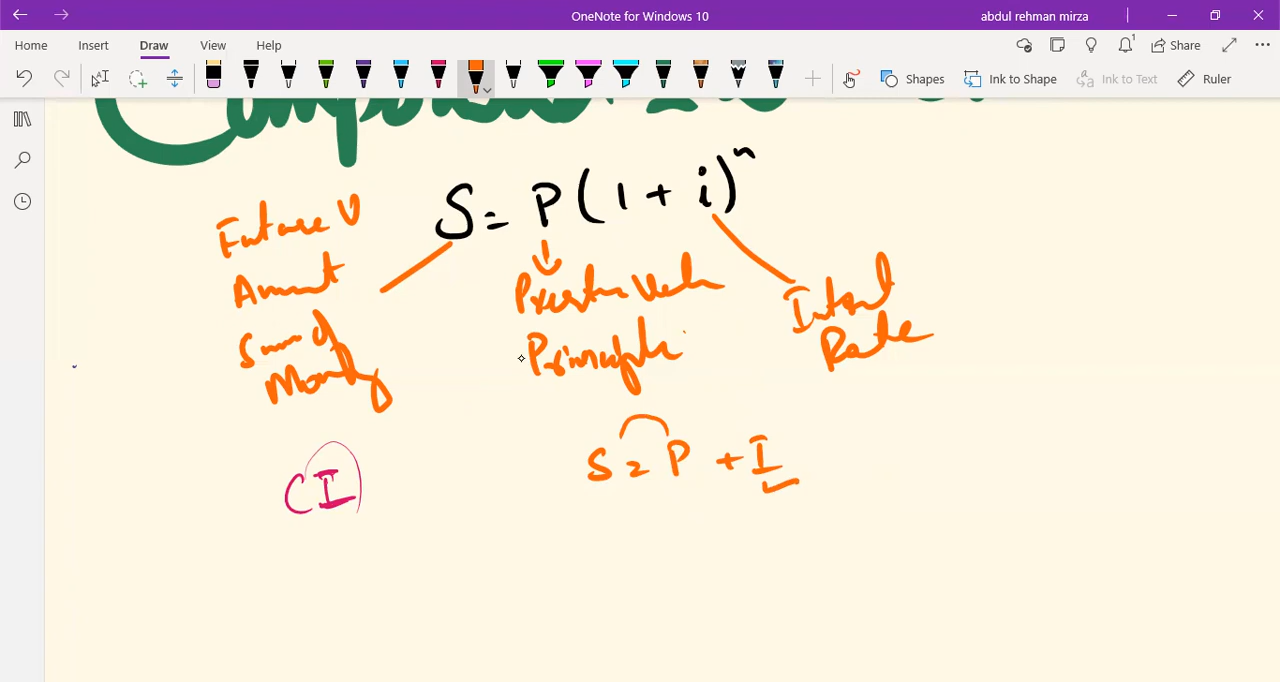 OneNote for Windows 10
abdul rehman mirza
Home Insert Draw View Help
Share
Shapes
Ink to Shape
Ink to Text
Ruler
S = P(1 + i)^n
Future V
Amount
Sum of
Money
Present Value
Principle
Interest
Rate
S = P + I
CI